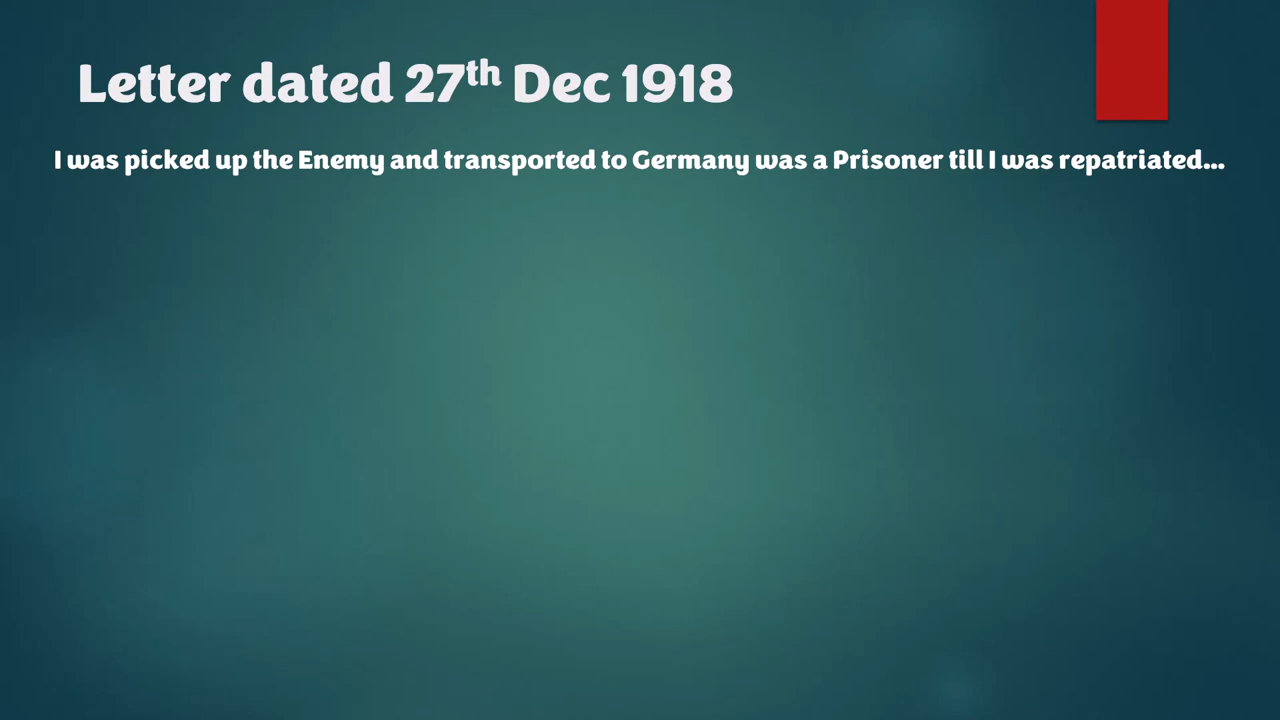 Letter dated 27th Dec 1918
I was picked up the Enemy and transported to Germany was a Prisoner till I was repatriated...